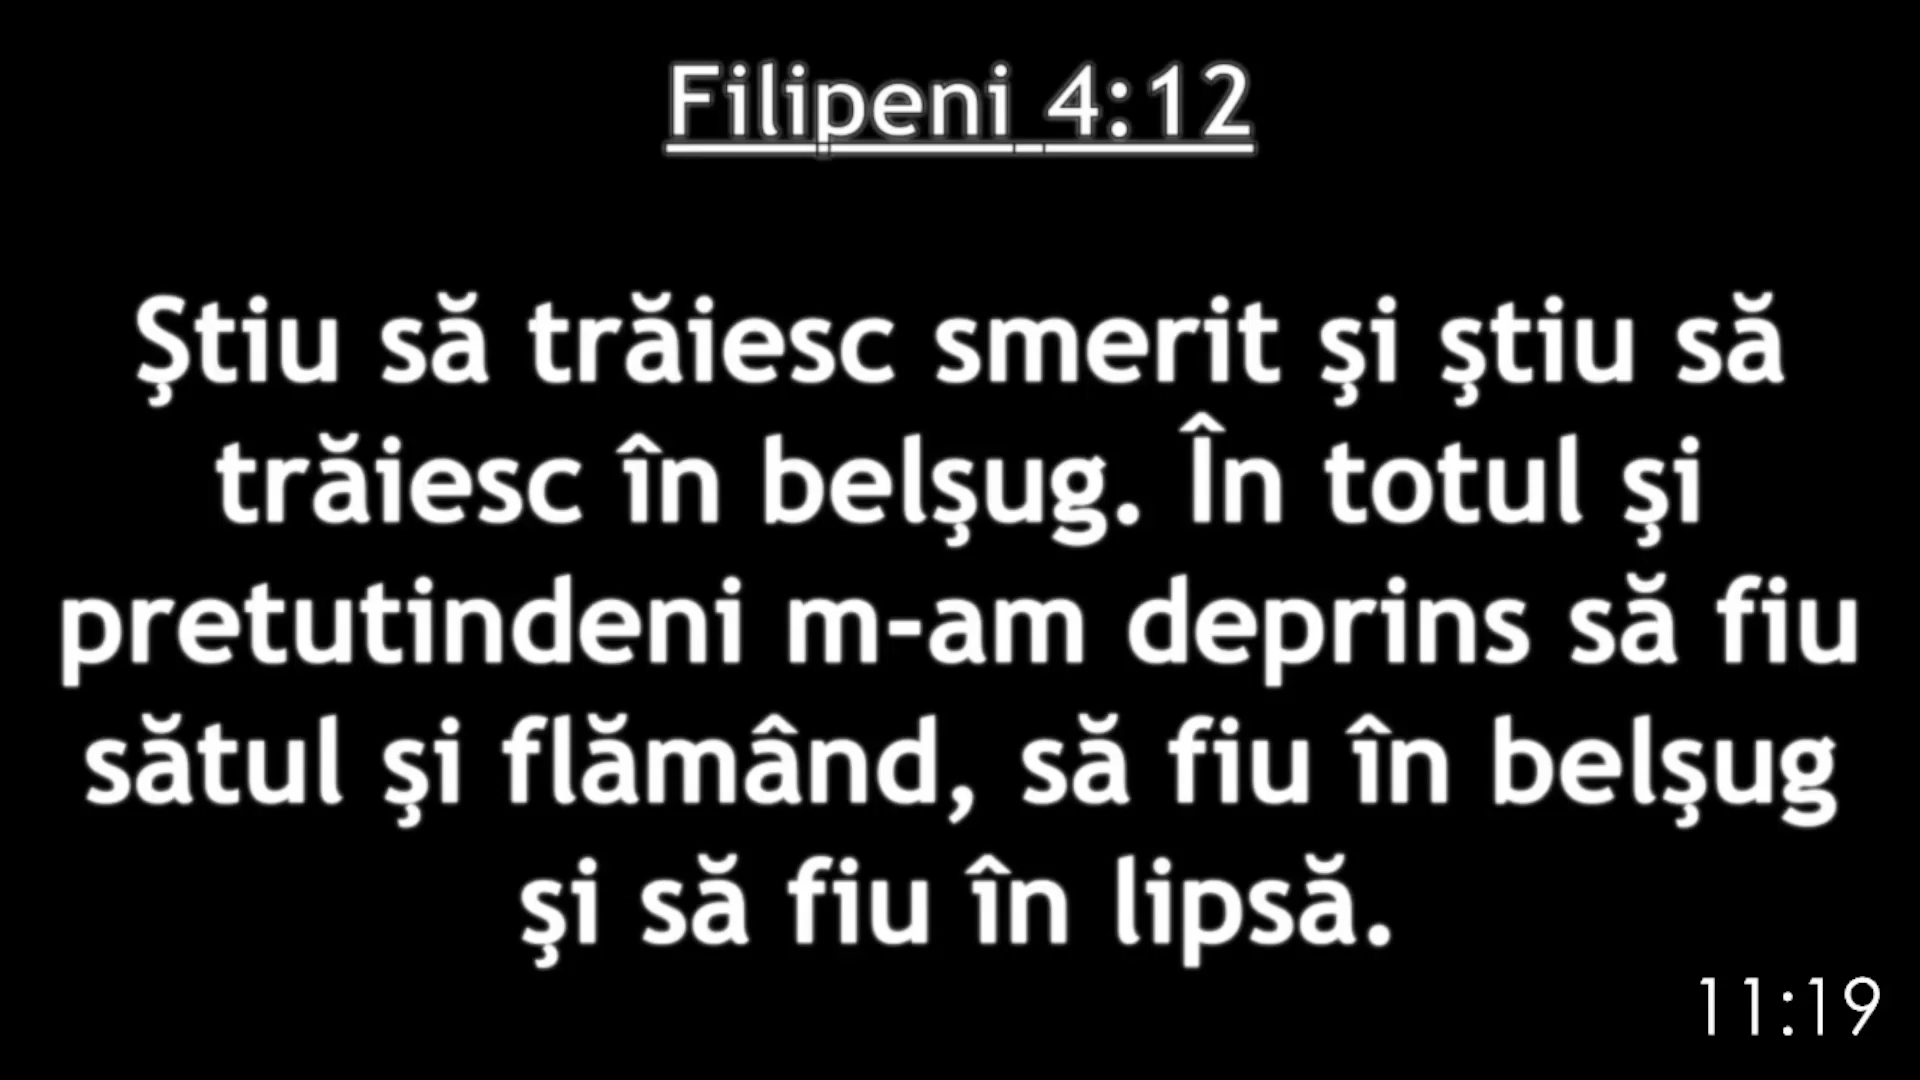 Filipeni 4:12
Ştiu să trăiesc smerit şi ştiu să
trăiesc în belşug. În totul şi
pretutindeni m-am deprins să fiu
sătul şi flămând, să fiu în belşug
şi să fiu în lipsă.
11:19